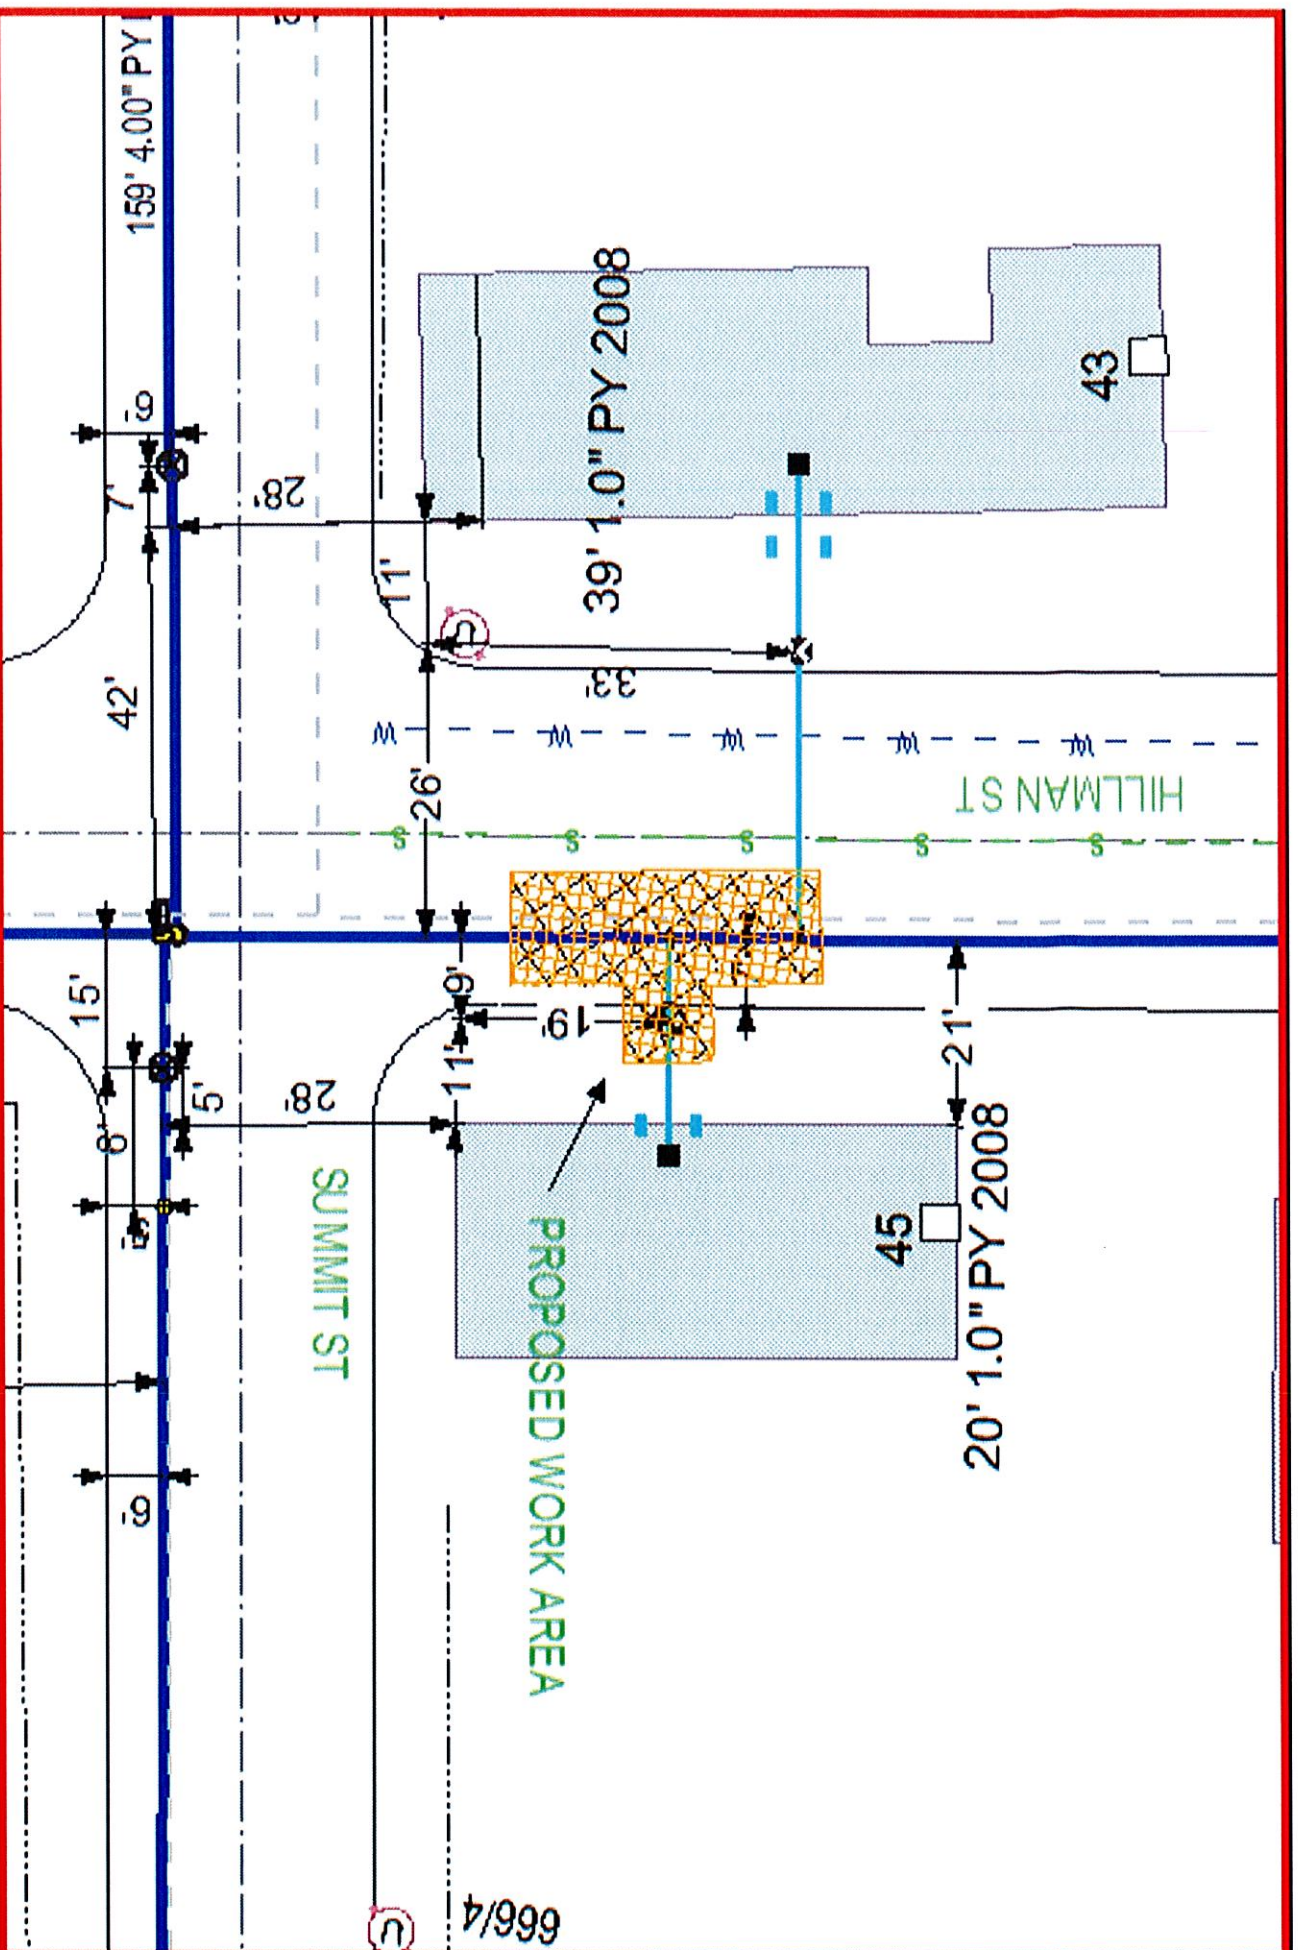 159' 4.00" PY
6'
7'
28'
42'
11'
39' 1.0" PY 2008
43
33'
26'
W
W
W
W
W
HILLMAN ST
S
S
S
S
S
15'
9'
19'
11'
21'
5'
28'
8'
5'
SUMMIT ST
PROPOSED WORK AREA
45
20' 1.0" PY 2008
6'
666/4